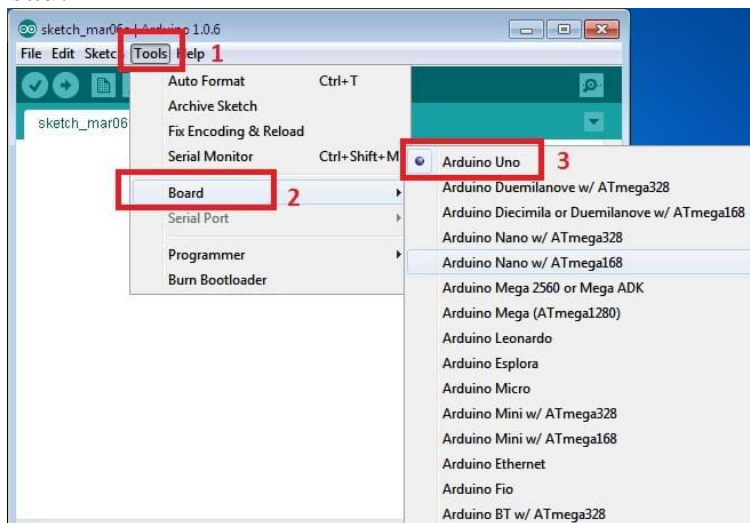 sketch_mar06a | Arduino 1.0.6
File Edit Sketch Tools Help 1
Auto Format Ctrl+T
Archive Sketch
sketch_mar06
Fix Encoding & Reload
Serial Monitor Ctrl+Shift+M
Board 2
Serial Port
Programmer
Burn Bootloader
Arduino Uno 3
Arduino Duemilanove w/ ATmega328
Arduino Diecimila or Duemilanove w/ ATmega168
Arduino Nano w/ ATmega328
Arduino Nano w/ ATmega168
Arduino Mega 2560 or Mega ADK
Arduino Mega (ATmega1280)
Arduino Leonardo
Arduino Esplora
Arduino Micro
Arduino Mini w/ ATmega328
Arduino Mini w/ ATmega168
Arduino Ethernet
Arduino Fio
Arduino BT w/ ATmega328